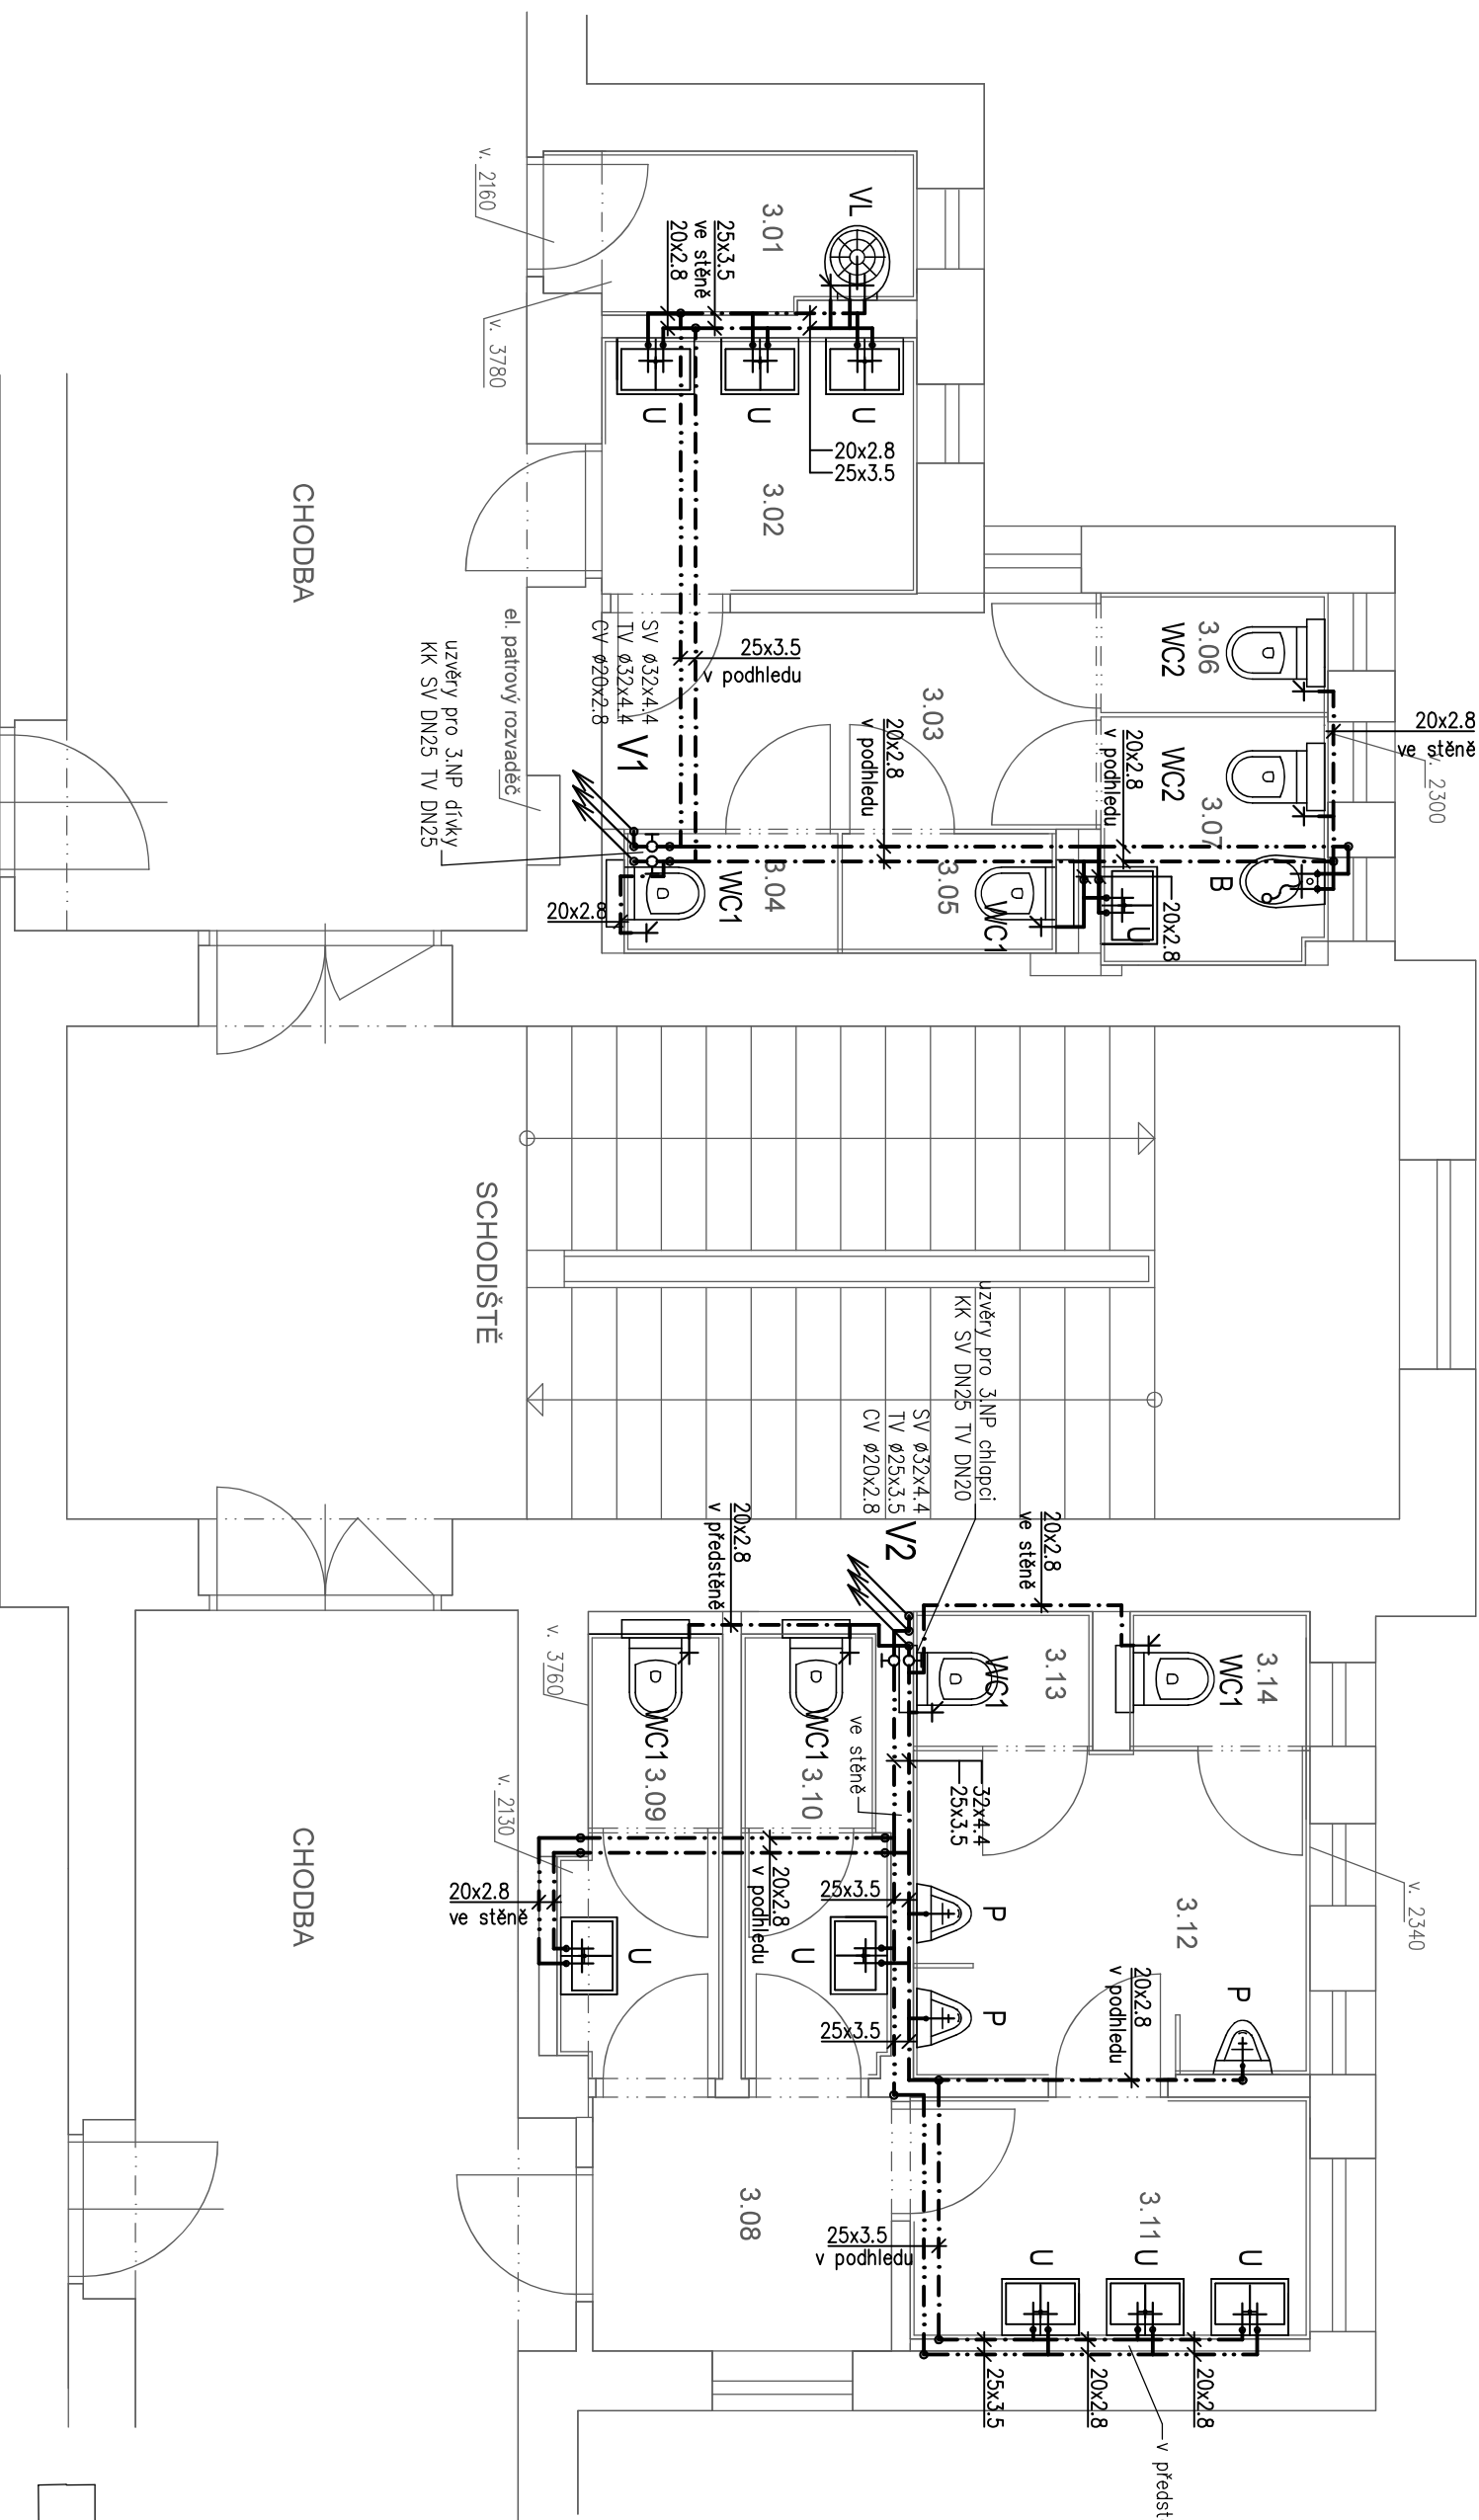 v. 2160
v. 3780
3.01
VL
25x3.5
ve stěně
20x2.8
U
U
U
20x2.8
25x3.5
3.02
CHODBA
el. patrový rozvaděč
uzvěry pro 3.NP dívky
KK SV DN25 TV DN25
SV ø32x4.4
TV ø32x4.4
CV ø20x2.8
V1
25x3.5
v podhledu
3.03
20x2.8
v podhledu
3.06
WC2
WC2
3.07
20x2.8
v podhledu
20x2.8
ve stěně
v. 2300
B
U
20x2.8
3.04
WC1
3.05
WC1
20x2.8
SCHODIŠTĚ
uzvěry pro 3.NP chlapci
KK SV DN25 TV DN20
SV ø32x4.4
TV ø25x3.5
CV ø20x2.8
V2
20x2.8
v předstěně
20x2.8
ve stěně
v. 3760
WC1
3.09
WC1
3.10
3.13
WC1
3.14
WC1
ve stěně
32x4.4
25x3.5
v. 2130
20x2.8
ve stěně
U
20x2.8
v podhledu
U
25x3.5
25x3.5
P
P
3.12
P
v. 2340
20x2.8
v podhledu
CHODBA
3.08
25x3.5
v podhledu
3.11
U
U
U
25x3.5
20x2.8
20x2.8